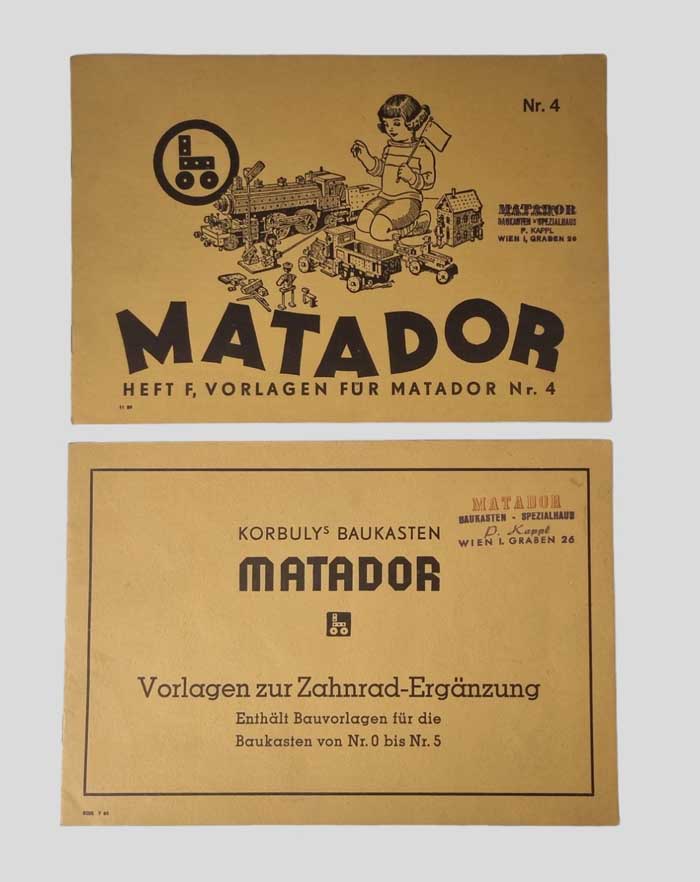 Nr. 4
MATADOR
BAUKASTEN-SPEZIALHAUS
P. KAPPL
WIEN I, GRABEN 26
MATADOR
HEFT F, VORLAGEN FÜR MATADOR Nr. 4
MATADOR
BAUKASTEN - SPEZIALHAUS
P. Kappl
WIEN I. GRABEN 26
KORBULYS BAUKASTEN
MATADOR
Vorlagen zur Zahnrad-Ergänzung
Enthält Bauvorlagen für die
Baukasten von Nr. 0 bis Nr. 5